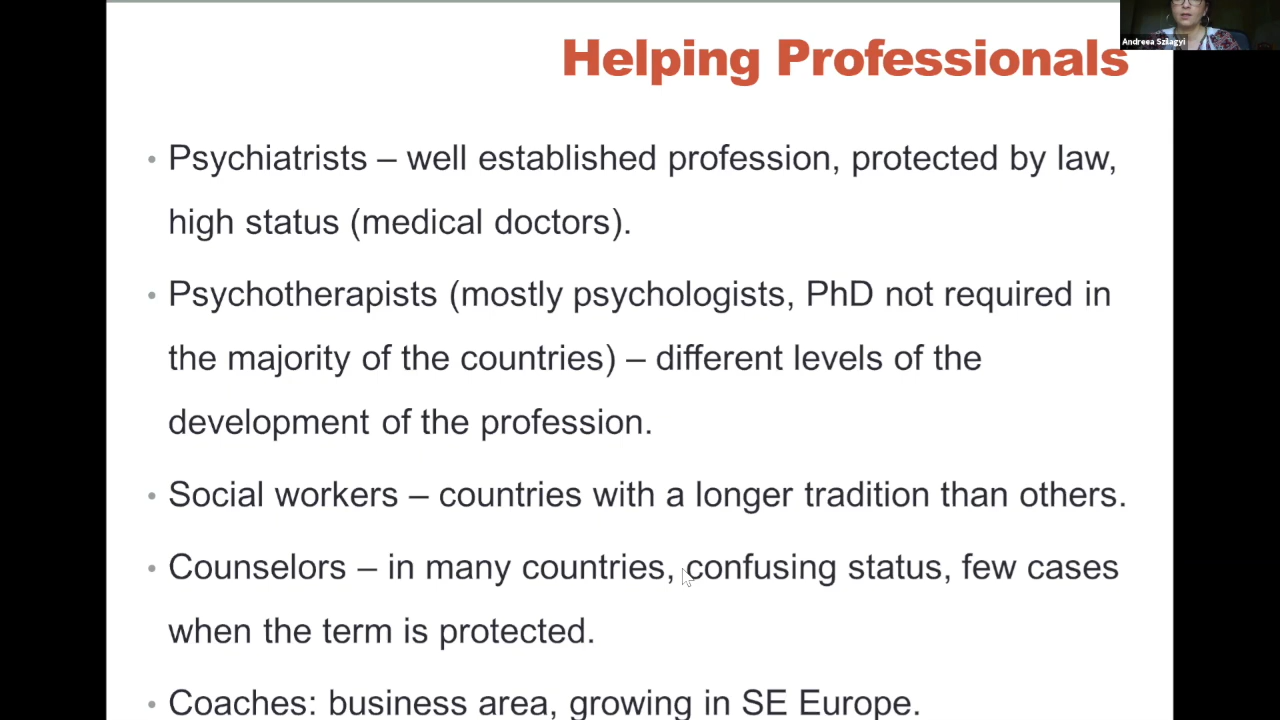 Helping Professionals
Andreea Szilagyi
• Psychiatrists – well established profession, protected by law,
high status (medical doctors).
• Psychotherapists (mostly psychologists, PhD not required in
the majority of the countries) – different levels of the
development of the profession.
• Social workers – countries with a longer tradition than others.
• Counselors – in many countries, confusing status, few cases
when the term is protected.
• Coaches: business area, growing in SE Europe.